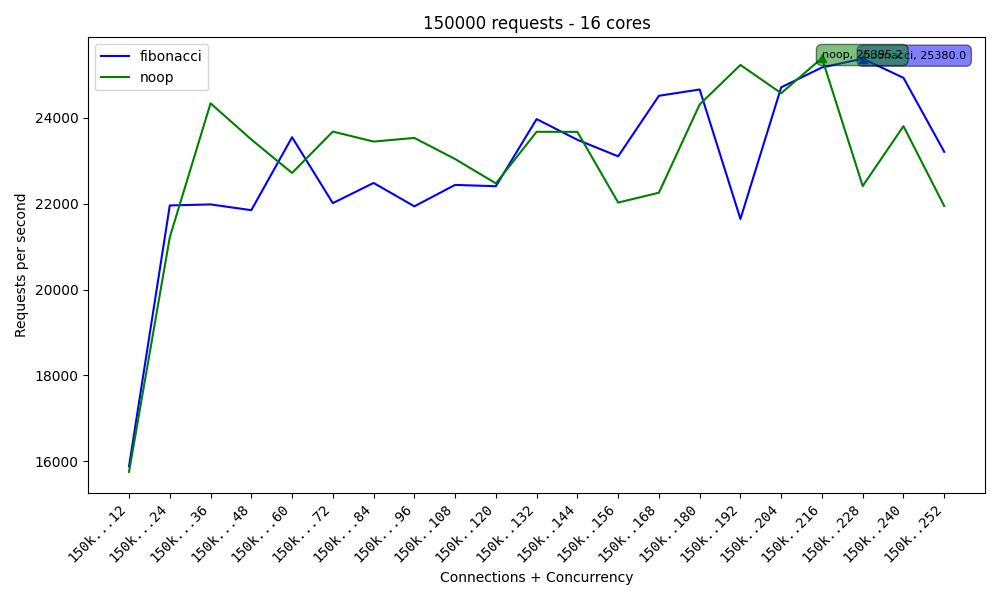 150000 requests - 16 cores
fibonacci
noop
noop, 25395.2
fibonacci, 25380.0
Requests per second
24000
22000
20000
18000
16000
150k...12
150k...24
150k...36
150k...48
150k...60
150k...72
150k...84
150k...96
150k...108
150k...120
150k...132
150k...144
150k...156
150k...168
150k...180
150k...192
150k...204
150k...216
150k...228
150k...240
150k...252
Connections + Concurrency